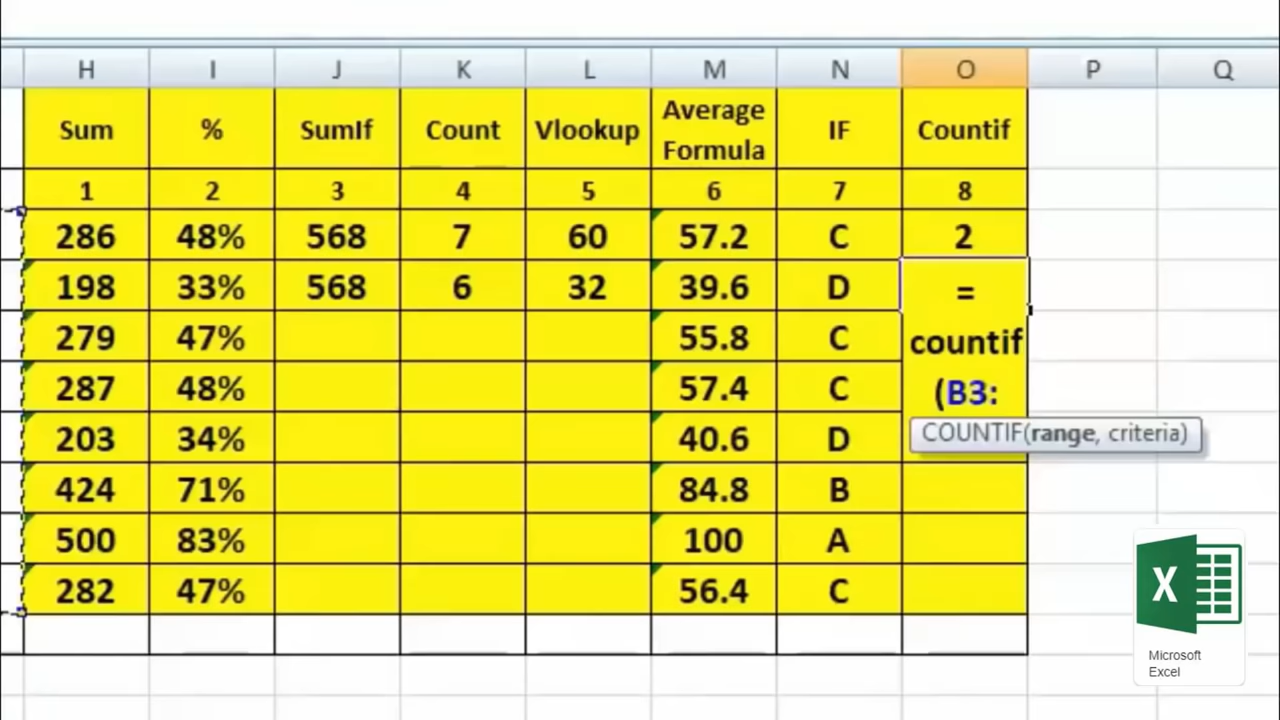 H I J K L M N O P Q
Sum % SumIf Count Vlookup Average Formula IF Countif
1 2 3 4 5 6 7 8
286 48% 568 7 60 57.2 C 2
198 33% 568 6 32 39.6 D =
279 47% 55.8 C countif
287 48% 57.4 C (B3:
COUNTIF(range, criteria)
203 34% 40.6 D
424 71% 84.8 B
500 83% 100 A
282 47% 56.4 C
X
Microsoft
Excel